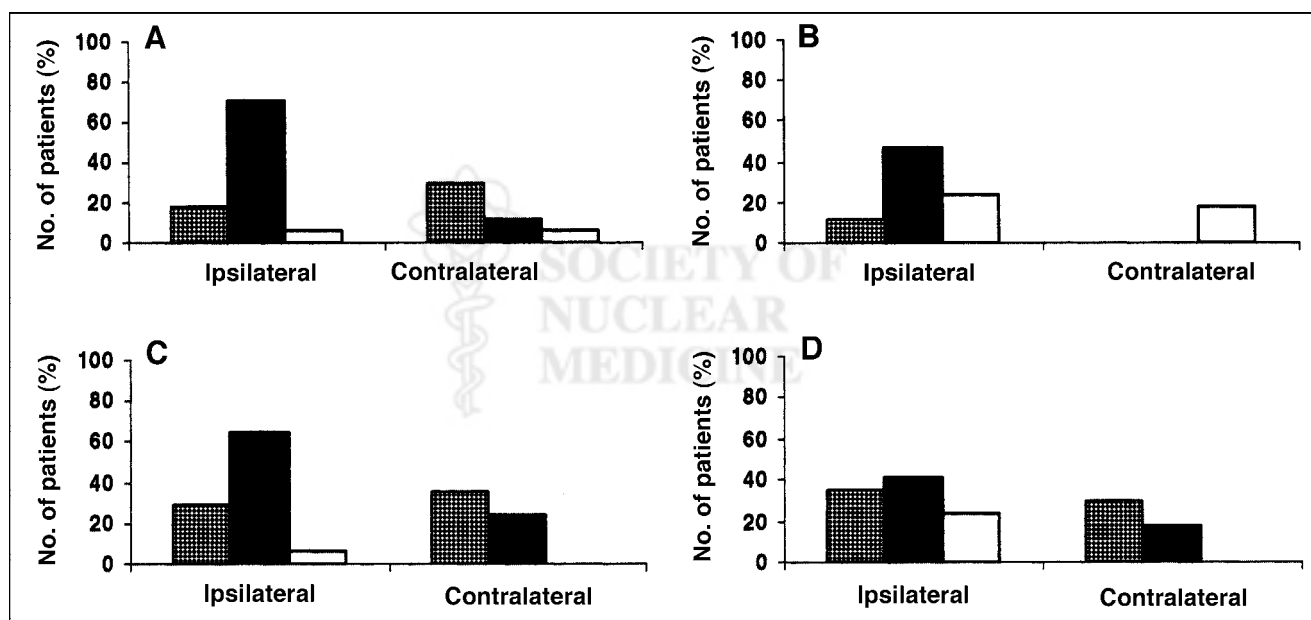 A
No. of patients (%)
100
80
60
40
20
0
Ipsilateral
Contralateral
B
No. of patients (%)
100
80
60
40
20
0
Ipsilateral
Contralateral
SOCIETY OF
NUCLEAR
MEDICINE
C
No. of patients (%)
100
80
60
40
20
0
Ipsilateral
Contralateral
D
No. of patients (%)
100
80
60
40
20
0
Ipsilateral
Contralateral